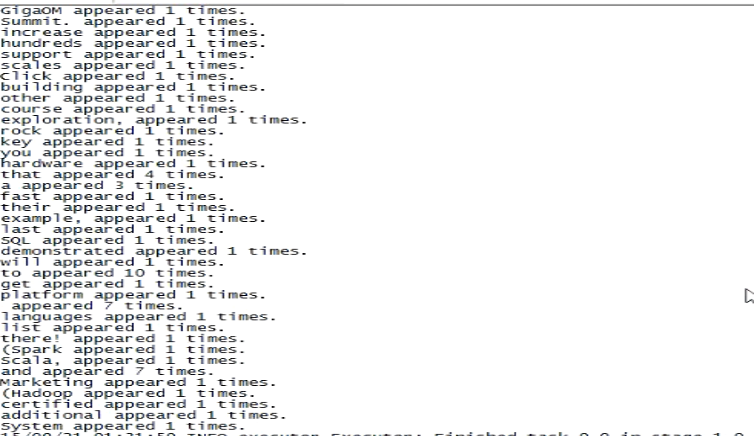 GigaOM appeared 1 times.
Summit. appeared 1 times.
increase appeared 1 times.
hundreds appeared 1 times.
support appeared 1 times.
scales appeared 1 times.
Click appeared 1 times.
building appeared 1 times.
other appeared 1 times.
course appeared 1 times.
exploration, appeared 1 times.
rock appeared 1 times.
key appeared 1 times.
you appeared 1 times.
hardware appeared 1 times.
that appeared 4 times.
a appeared 3 times.
fast appeared 1 times.
their appeared 1 times.
example, appeared 1 times.
last appeared 1 times.
SQL appeared 1 times.
demonstrated appeared 1 times.
will appeared 1 times.
to appeared 10 times.
get appeared 1 times.
platform appeared 1 times.
 appeared 7 times.
languages appeared 1 times.
list appeared 1 times.
there! appeared 1 times.
(Spark appeared 1 times.
Scala, appeared 1 times.
and appeared 7 times.
Marketing appeared 1 times.
(Hadoop appeared 1 times.
certified appeared 1 times.
additional appeared 1 times.
System appeared 1 times.